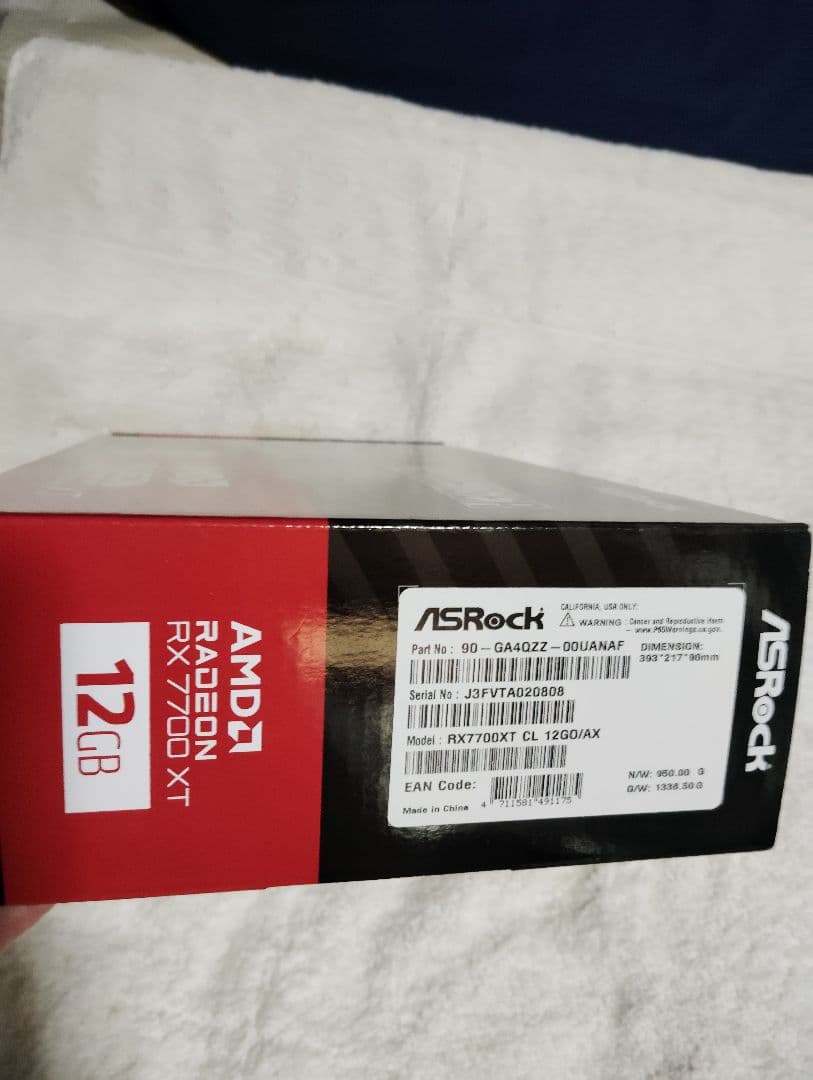 AMD
RADEON
RX 7700 XT
12GB
ASRock
CALIFORNIA, USA ONLY:
WARNING : Cancer and Reproductive Harm
- www.P65Warnings.ca.gov.
Part No : 90-GA4QZZ-00UANAF
DIMENSION:
393*217*90mm
Serial No : J3FVTA020808
Model : RX7700XT CL 12GO/AX
EAN Code:
4 711581 491175
N/W: 950.00 G
G/W: 1336.50 G
Made in China
ASRock